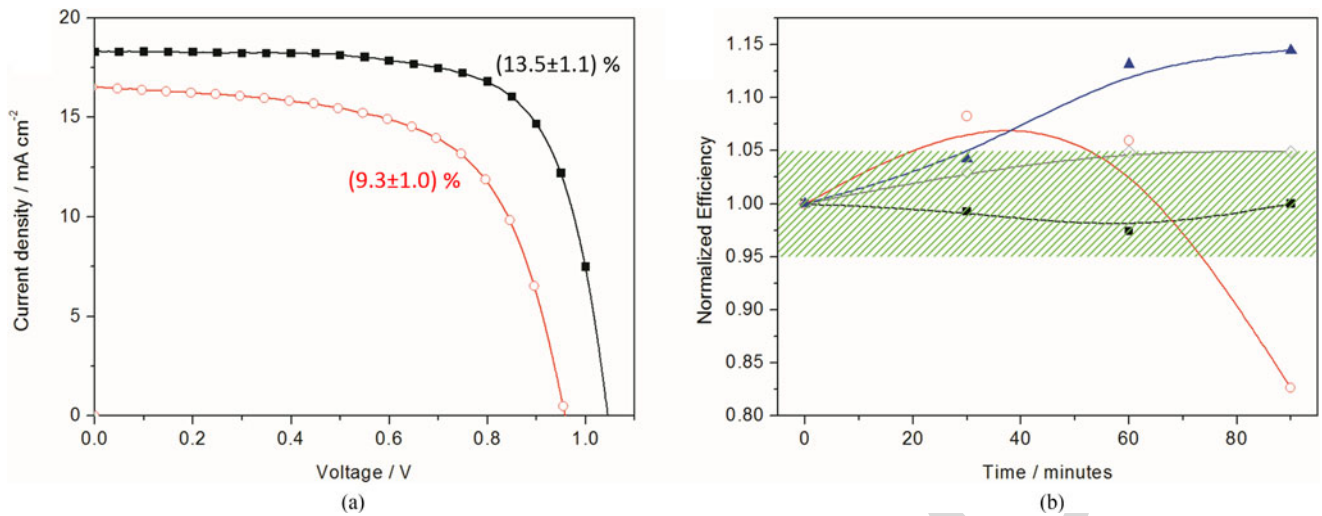 20
15
10
5
0
0.0 0.2 0.4 0.6 0.8 1.0
Current density / mA cm⁻²
Voltage / V
(13.5±1.1) %
(9.3±1.0) %
(a)
1.15
1.10
1.05
1.00
0.95
0.90
0.85
0.80
0 20 40 60 80
Normalized Efficiency
Time / minutes
(b)